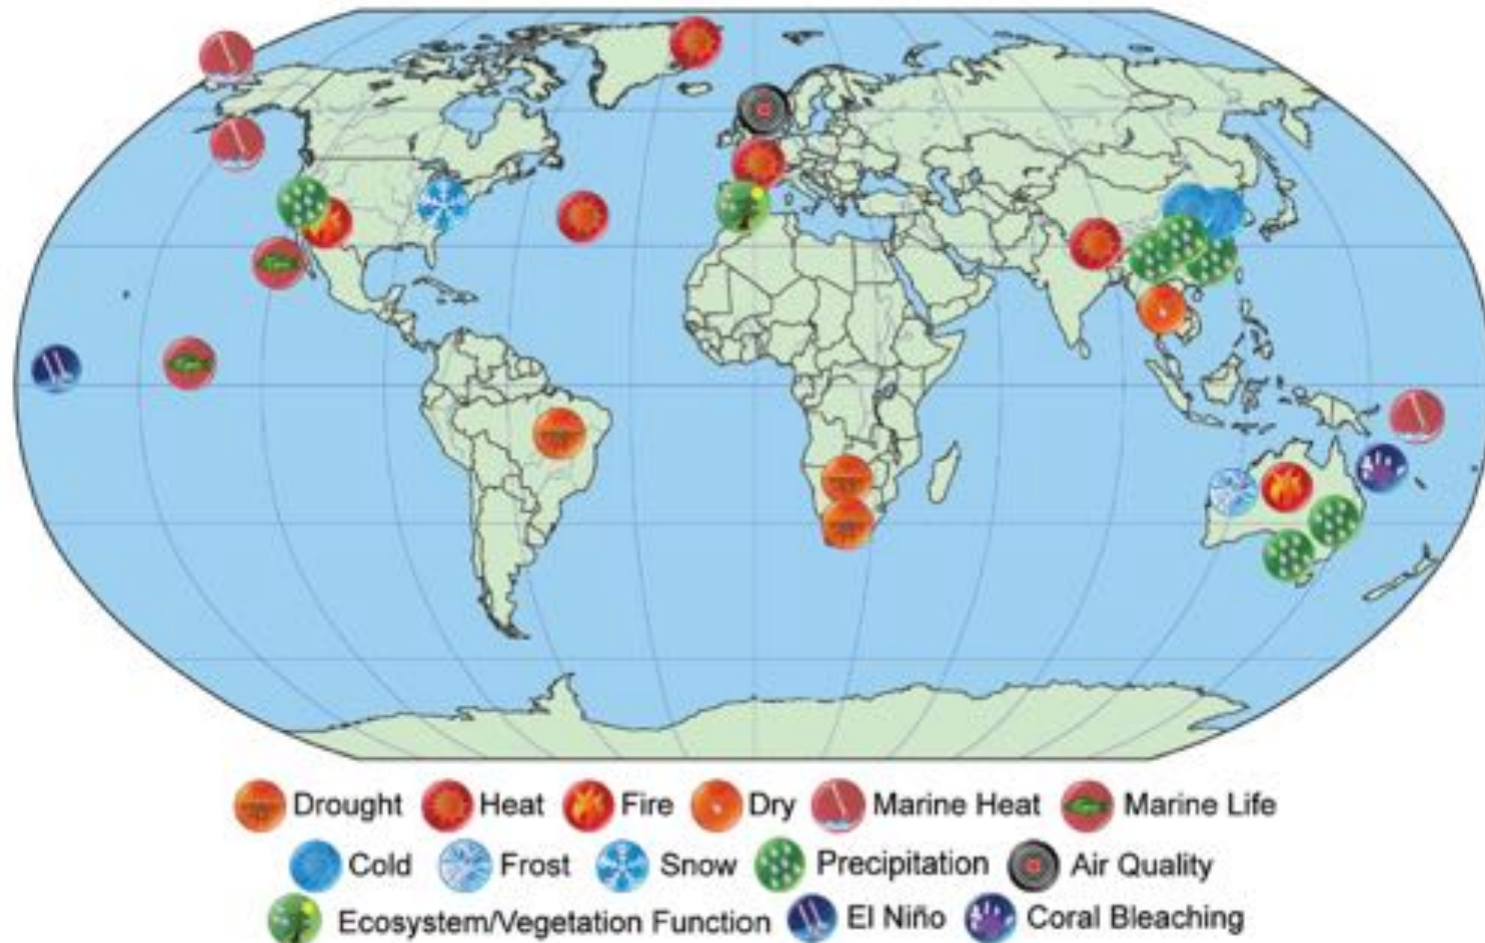 Drought Heat Fire Dry Marine Heat Marine Life
Cold Frost Snow Precipitation Air Quality
Ecosystem/Vegetation Function El Niño Coral Bleaching